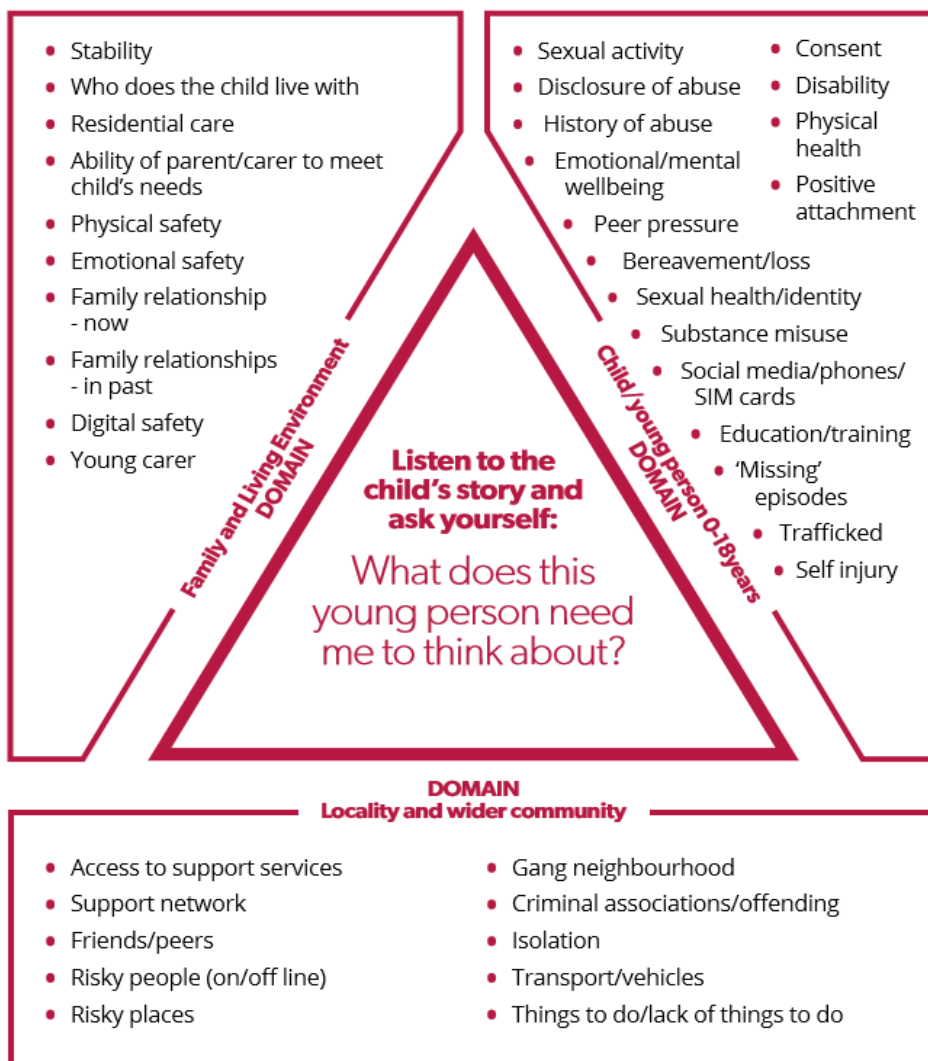 • Stability
• Who does the child live with
• Residential care
• Ability of parent/carer to meet
child’s needs
• Physical safety
• Emotional safety
• Family relationship
- now
• Family relationships
- in past
• Digital safety
• Young carer
Family and Living Environment
DOMAIN
• Sexual activity
• Disclosure of abuse
• History of abuse
• Emotional/mental
wellbeing
• Peer pressure
• Bereavement/loss
• Sexual health/identity
• Substance misuse
• Social media/phones/
SIM cards
• Education/training
• ‘Missing’
episodes
• Trafficked
• Self injury
• Consent
• Disability
• Physical
health
• Positive
attachment
Child/ young person 0-18years
DOMAIN
Listen to the
child’s story and
ask yourself:
What does this
young person need
me to think about?
DOMAIN
Locality and wider community
• Access to support services
• Support network
• Friends/peers
• Risky people (on/off line)
• Risky places
• Gang neighbourhood
• Criminal associations/offending
• Isolation
• Transport/vehicles
• Things to do/lack of things to do